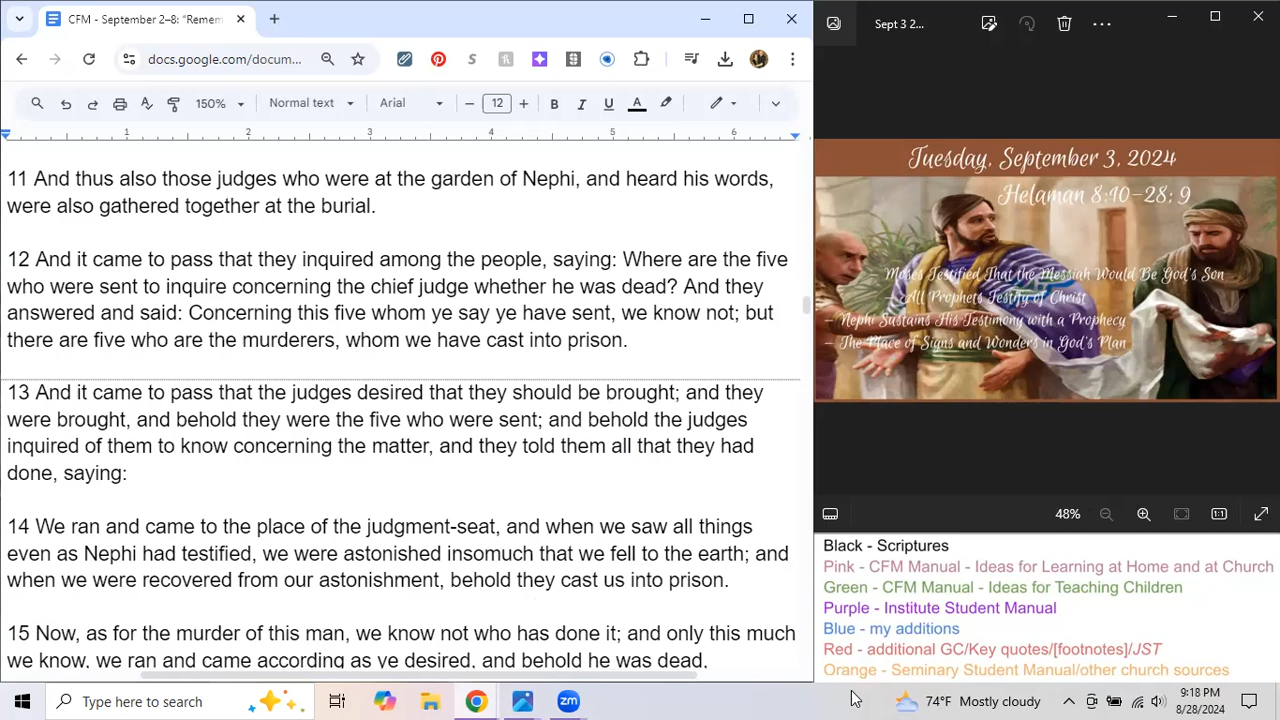 CFM - September 2–8: “Remem
docs.google.com/docum...
150%
Normal text
Arial
12
B
I
U
A
1
2
3
4
5
6
11 And thus also those judges who were at the garden of Nephi, and heard his words,
were also gathered together at the burial.
12 And it came to pass that they inquired among the people, saying: Where are the five
who were sent to inquire concerning the chief judge whether he was dead? And they
answered and said: Concerning this five whom ye say ye have sent, we know not; but
there are five who are the murderers, whom we have cast into prison.
13 And it came to pass that the judges desired that they should be brought; and they
were brought, and behold they were the five who were sent; and behold the judges
inquired of them to know concerning the matter, and they told them all that they had
done, saying:
14 We ran and came to the place of the judgment-seat, and when we saw all things
even as Nephi had testified, we were astonished insomuch that we fell to the earth; and
when we were recovered from our astonishment, behold they cast us into prison.
15 Now, as for the murder of this man, we know not who has done it; and only this much
we know, we ran and came according as ye desired, and behold he was dead,
Sept 3 2...
Tuesday, September 3, 2024
Helaman 8:10–28; 9
– Moses Testified That the Messiah Would Be God's Son
All Prophets Testify of Christ
– Nephi Sustains His Testimony with a Prophecy
– The Place of Signs and Wonders in God's Plan
48%
1:1
Black - Scriptures
Pink - CFM Manual - Ideas for Learning at Home and at Church
Green - CFM Manual - Ideas for Teaching Children
Purple - Institute Student Manual
Blue - my additions
Red - additional GC/Key quotes/[footnotes]/JST
Orange - Seminary Student Manual/other church sources
Type here to search
zm
74°F Mostly cloudy
9:18 PM
8/28/2024